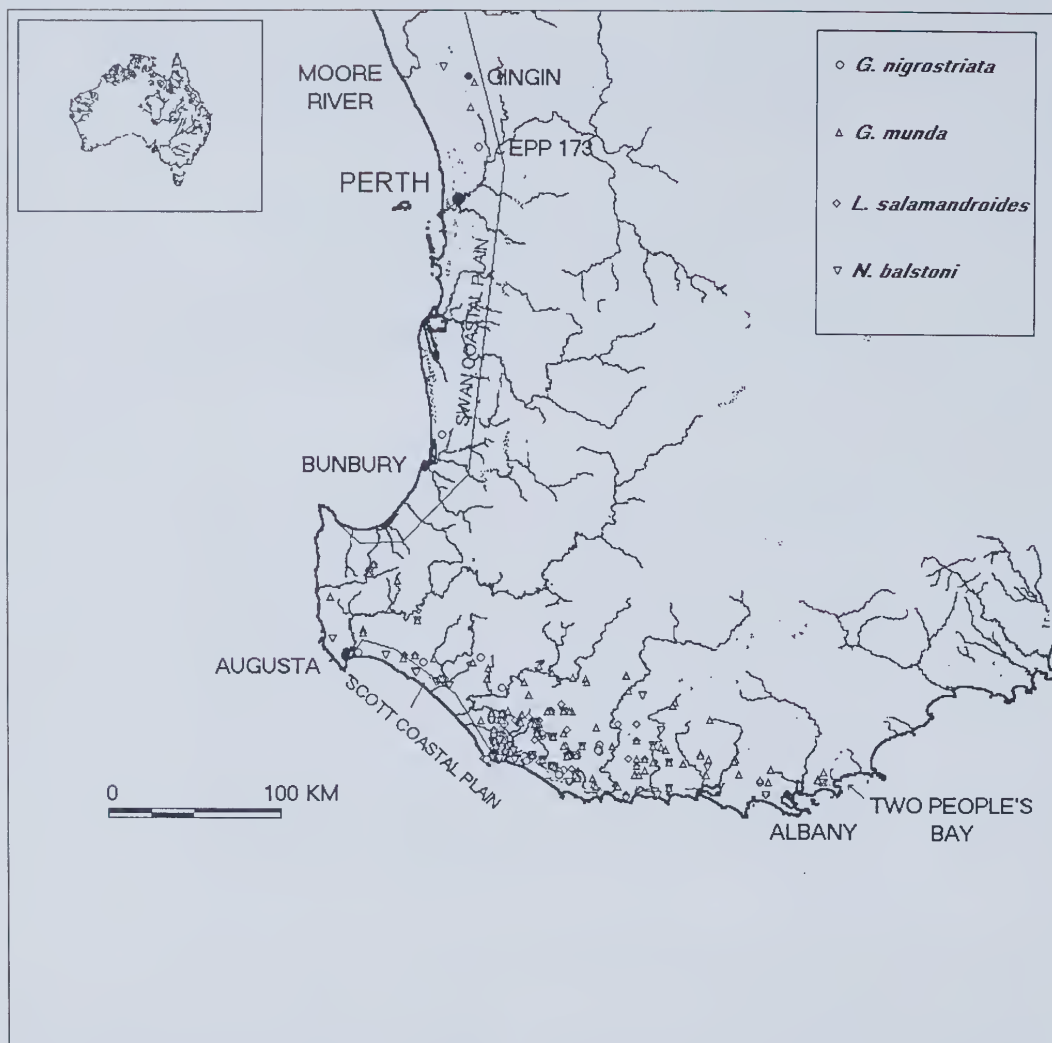 MOORE
RIVER
GINGIN
EPP 173
PERTH
SWAN COASTAL PLAIN
BUNBURY
AUGUSTA
SCOTT COASTAL PLAIN
0 100 KM
ALBANY
TWO PEOPLE'S
BAY
G. nigrostriata
G. munda
L. salamandroides
N. balstoni